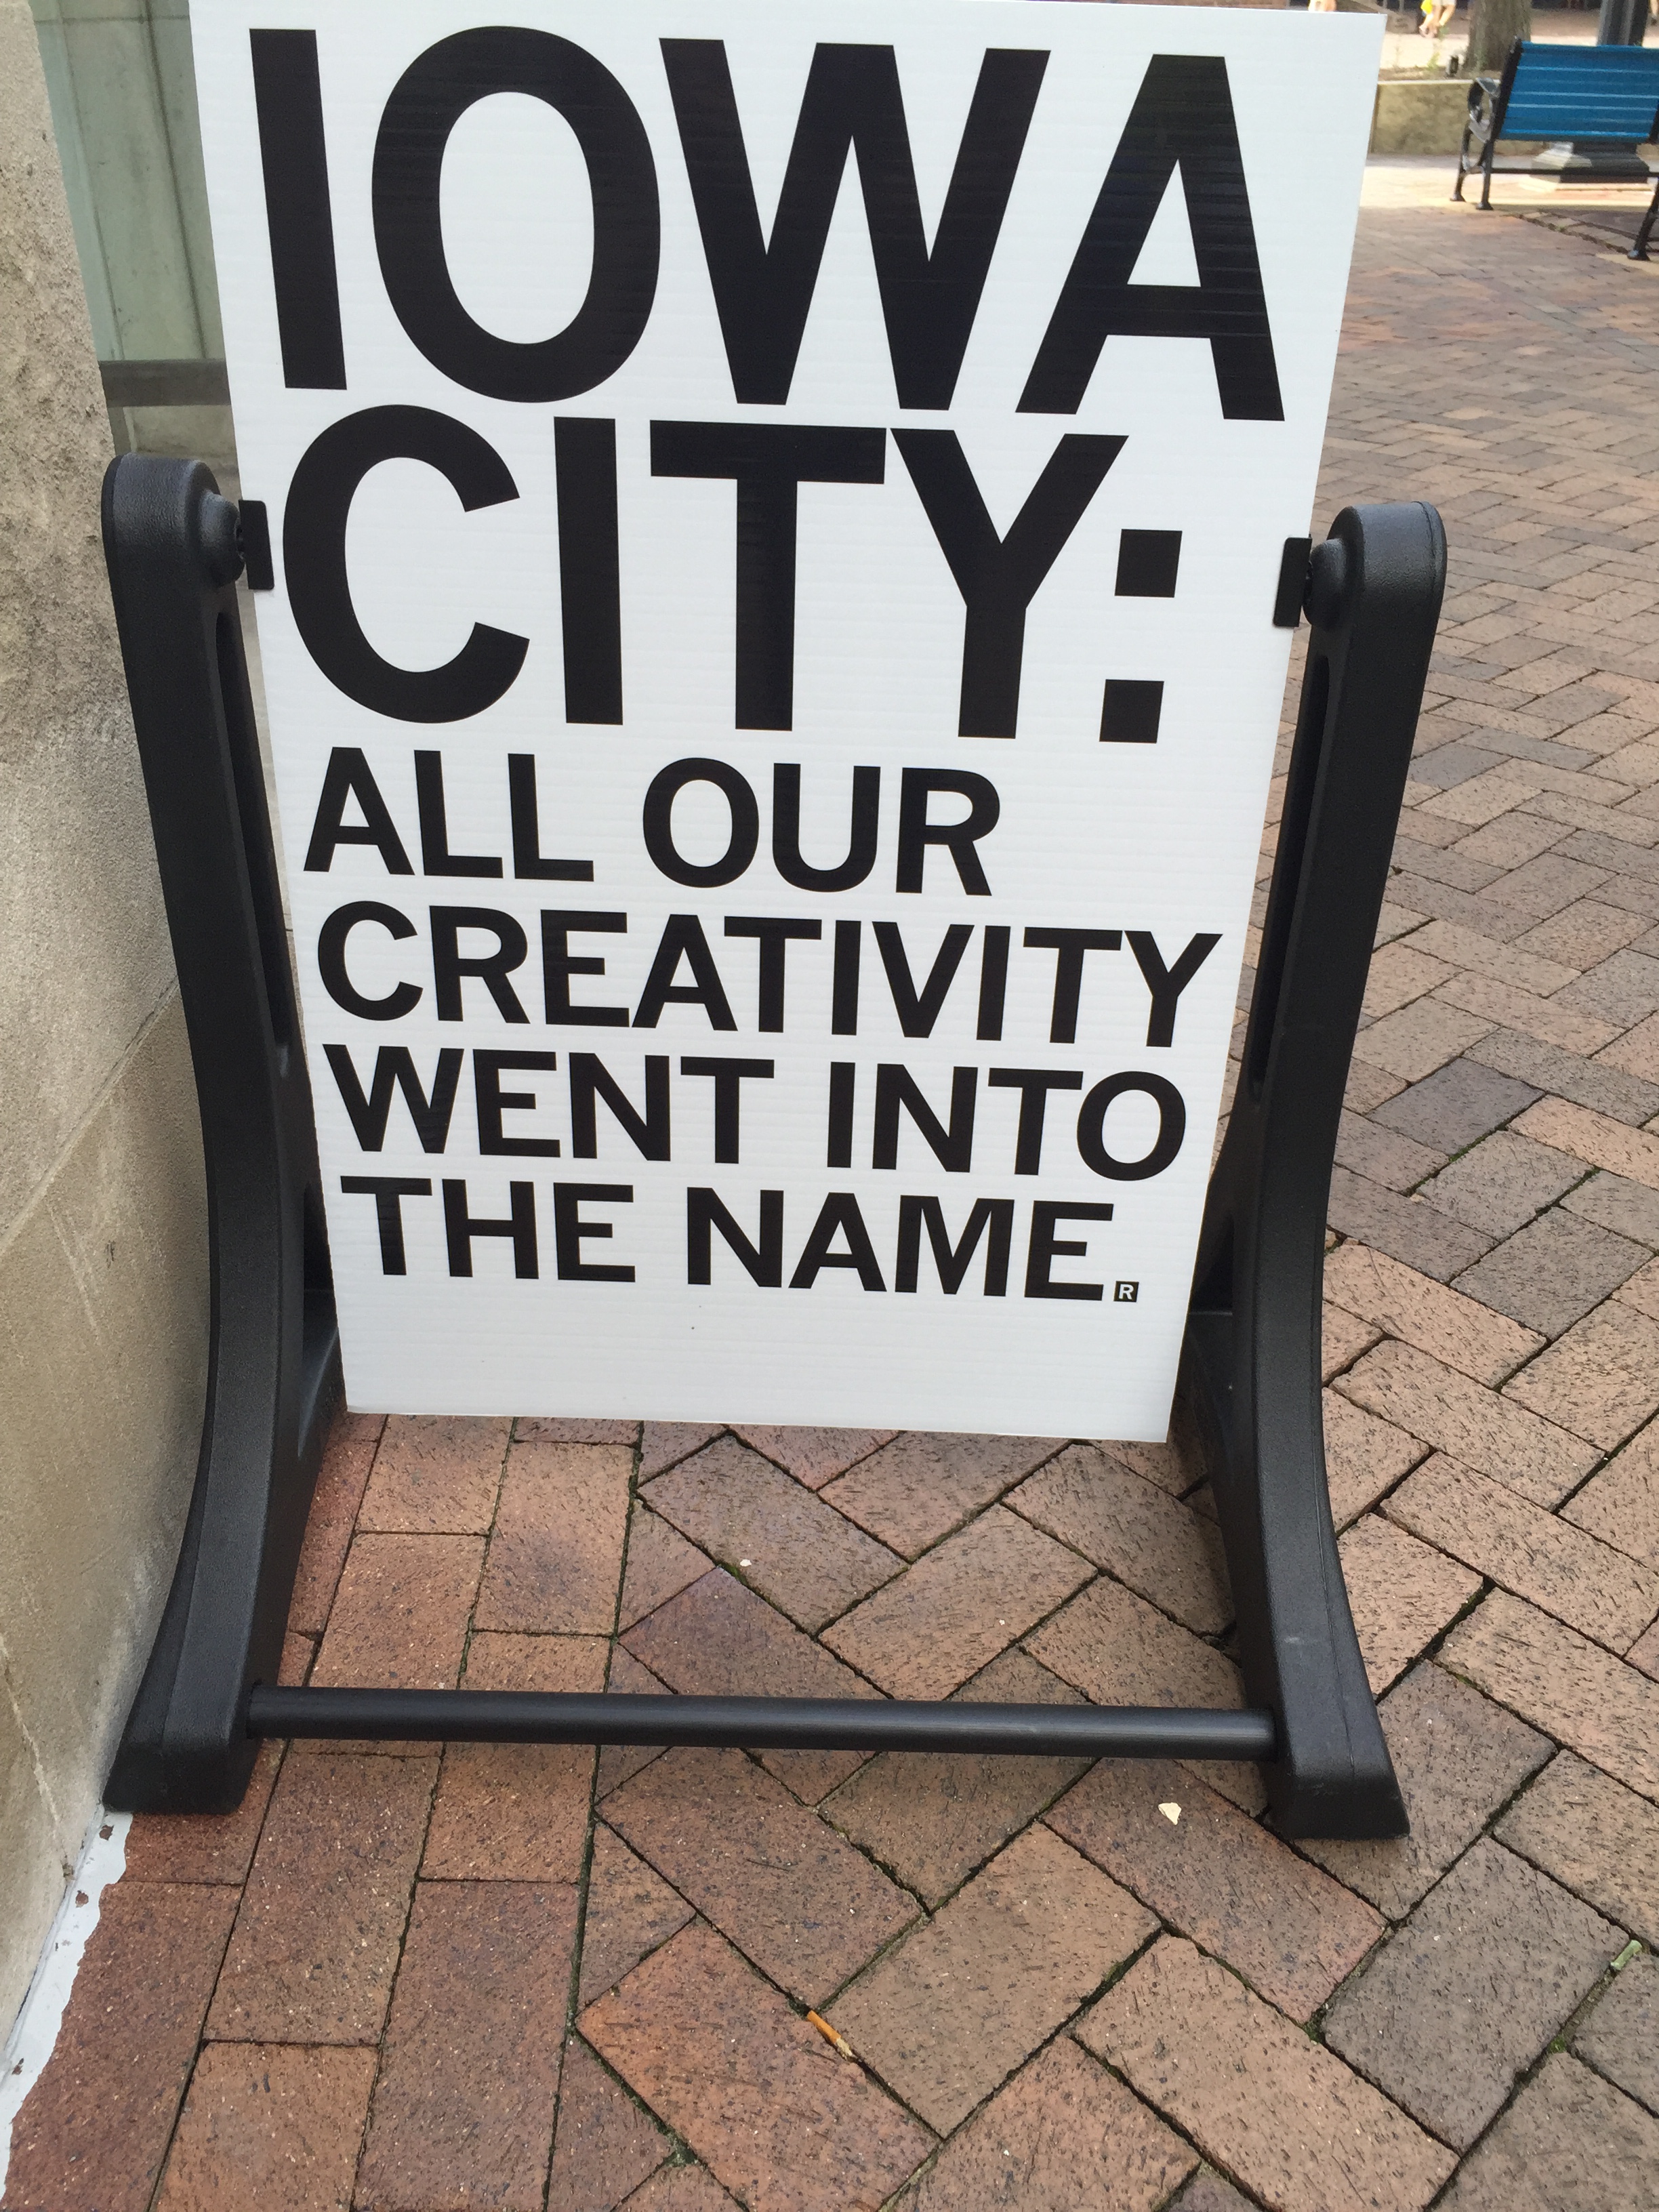 IOWA
CITY:
ALL OUR
CREATIVITY
WENT INTO
THE NAME.
R